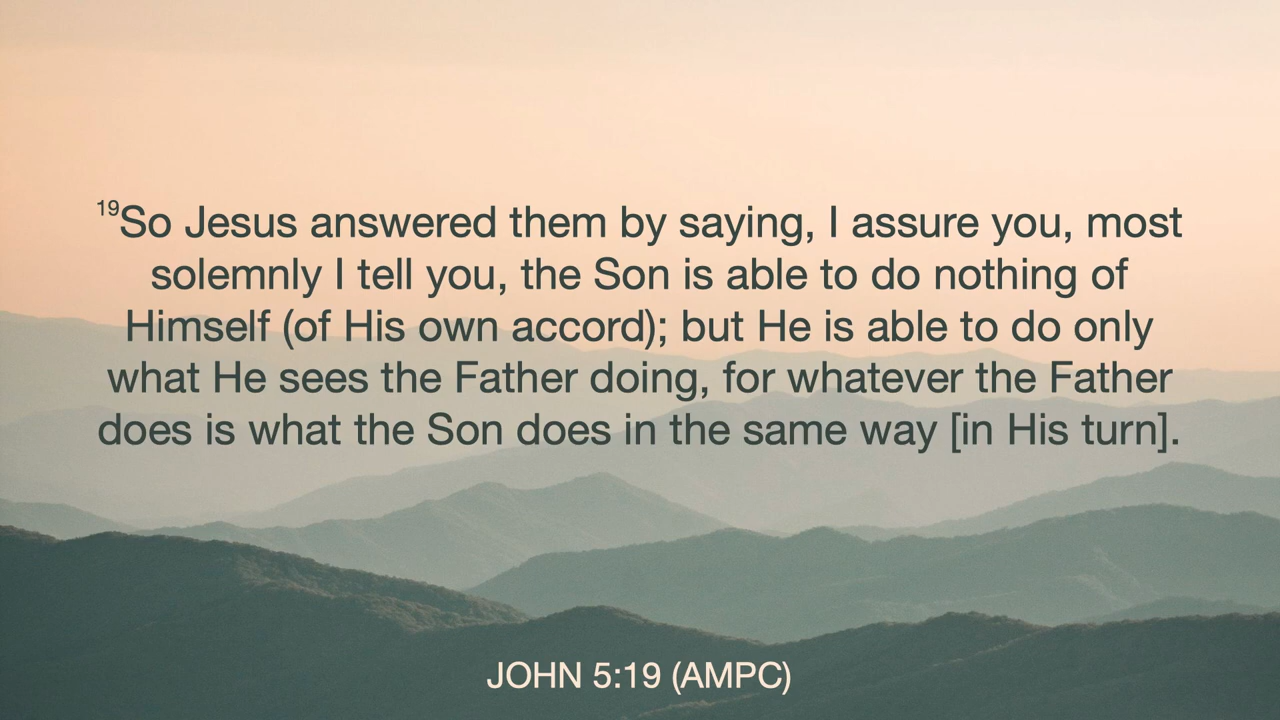 19So Jesus answered them by saying, I assure you, most
solemnly I tell you, the Son is able to do nothing of
Himself (of His own accord); but He is able to do only
what He sees the Father doing, for whatever the Father
does is what the Son does in the same way [in His turn].
JOHN 5:19 (AMPC)